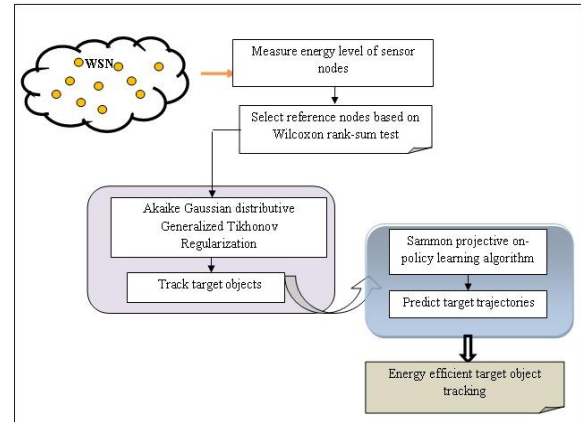 WSN
Measure energy level of sensor
nodes
Select reference nodes based on
Wilcoxon rank-sum test
Akaike Gaussian distributive
Generalized Tikhonov
Regularization
Track target objects
Sammon projective on-
policy learning algorithm
Predict target trajectories
Energy efficient target object
tracking